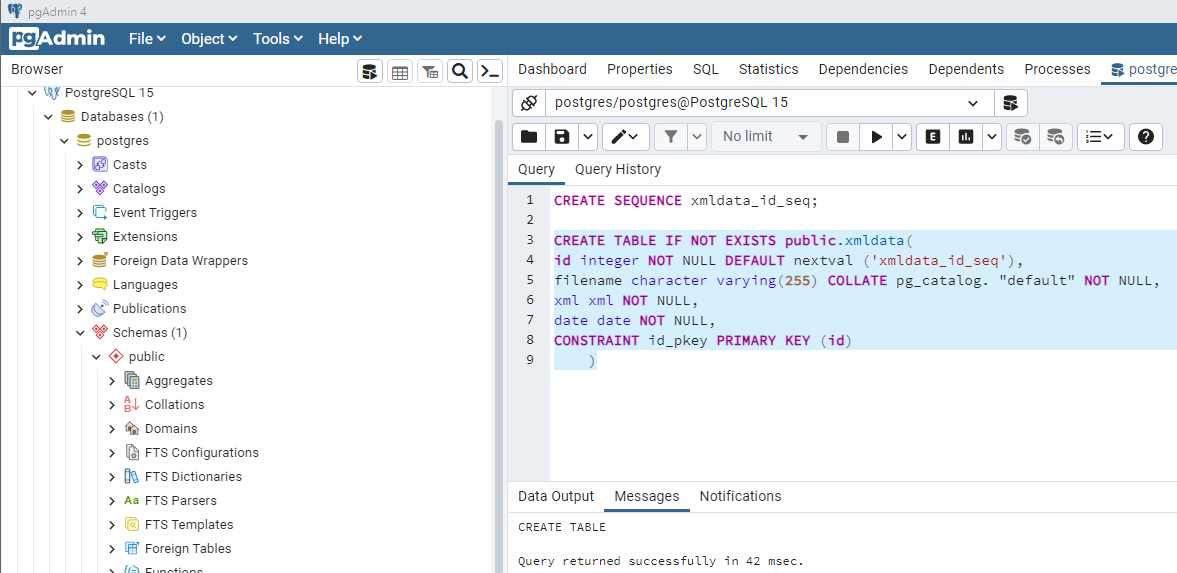 pgAdmin 4
pgAdmin File Object Tools Help
Browser
PostgreSQL 15
Databases (1)
postgres
Casts
Catalogs
Event Triggers
Extensions
Foreign Data Wrappers
Languages
Publications
Schemas (1)
public
Aggregates
Collations
Domains
FTS Configurations
FTS Dictionaries
Aa FTS Parsers
FTS Templates
Foreign Tables
Functions
Dashboard Properties SQL Statistics Dependencies Dependents Processes postgre
postgres/postgres@PostgreSQL 15
No limit E
Query Query History
1 CREATE SEQUENCE xmldata_id_seq;
2
3 CREATE TABLE IF NOT EXISTS public.xmldata(
4 id integer NOT NULL DEFAULT nextval ('xmldata_id_seq'),
5 filename character varying(255) COLLATE pg_catalog. "default" NOT NULL,
6 xml xml NOT NULL,
7 date date NOT NULL,
8 CONSTRAINT id_pkey PRIMARY KEY (id)
9 )
Data Output Messages Notifications
CREATE TABLE
Query returned successfully in 42 msec.